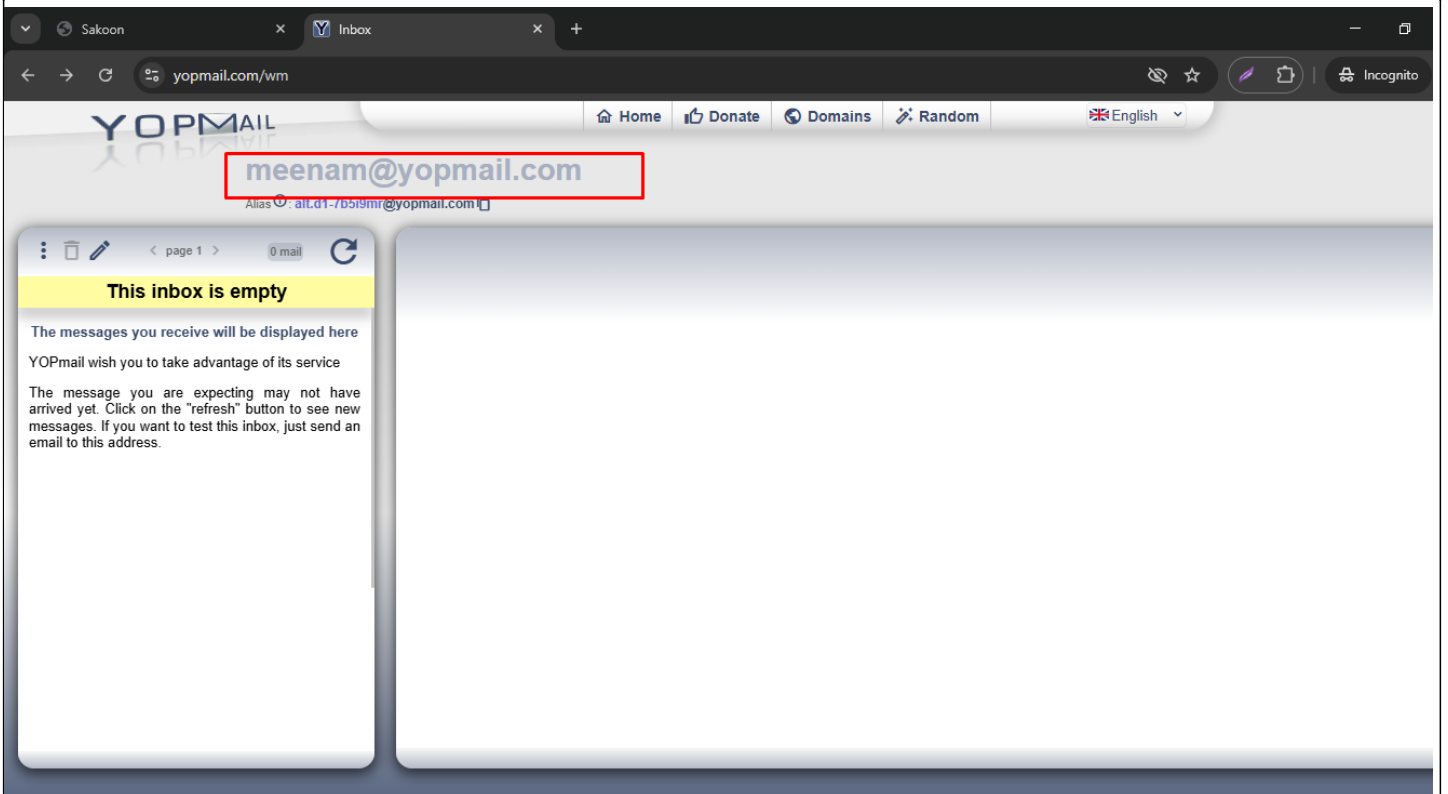 Sakoon
Inbox
yopmail.com/wm
Incognito
YOPMAIL
Home Donate Domains Random English
meenam@yopmail.com
Alias : alt.d1-7b5i9mr@yopmail.com
page 1 0 mail
This inbox is empty
The messages you receive will be displayed here
YOPmail wish you to take advantage of its service
The message you are expecting may not have
arrived yet. Click on the "refresh" button to see new
messages. If you want to test this inbox, just send an
email to this address.